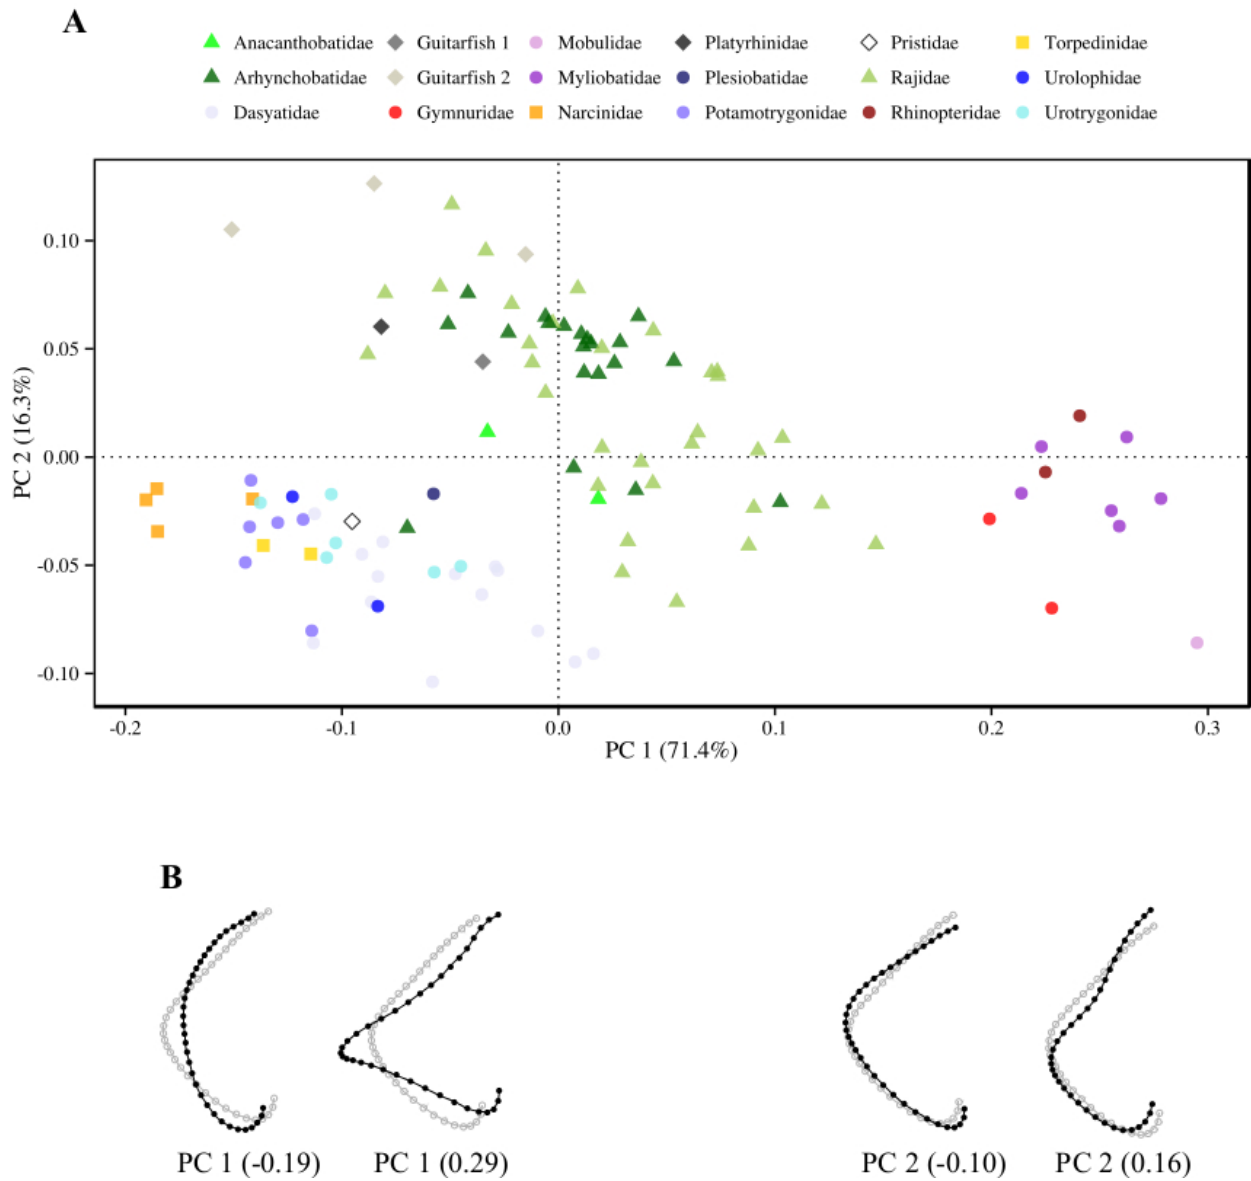 A
Anacanthobatidae Guitarfish 1 Mobulidae Platyrhinidae Pristidae Torpedinidae
Arhynchobatidae Guitarfish 2 Myliobatidae Plesiobatidae Rajidae Urolophidae
Dasyatidae Gymnuridae Narcinidae Potamotrygonidae Rhinopteridae Urotrygonidae
0.10
0.05
0.00
-0.05
-0.10
PC 2 (16.3%)
-0.2 -0.1 0.0 0.1 0.2 0.3
PC 1 (71.4%)
B
PC 1 (-0.19) PC 1 (0.29) PC 2 (-0.10) PC 2 (0.16)